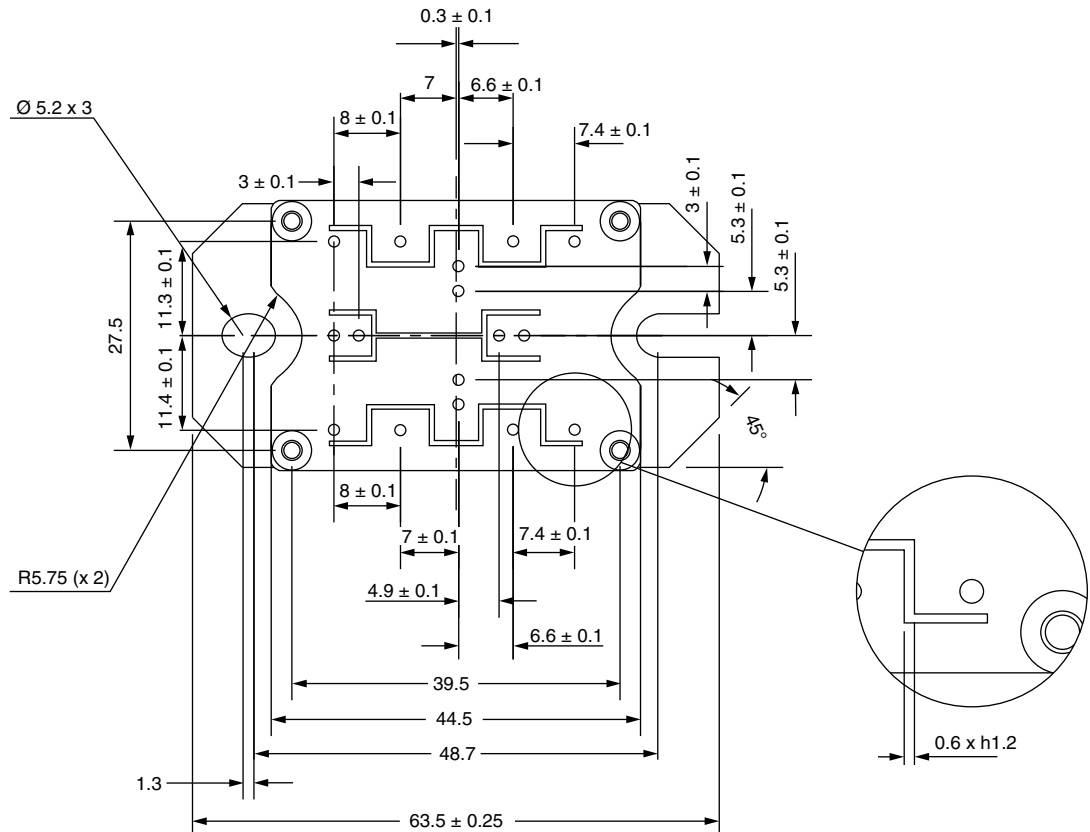 0.3 ± 0.1
7
6.6 ± 0.1
Ø 5.2 x 3
8 ± 0.1
7.4 ± 0.1
3 ± 0.1
3 ± 0.1
5.3 ± 0.1
5.3 ± 0.1
11.3 ± 0.1
27.5
11.4 ± 0.1
45°
8 ± 0.1
7 ± 0.1
7.4 ± 0.1
R5.75 (x 2)
4.9 ± 0.1
6.6 ± 0.1
39.5
44.5
0.6 x h1.2
48.7
1.3
63.5 ± 0.25